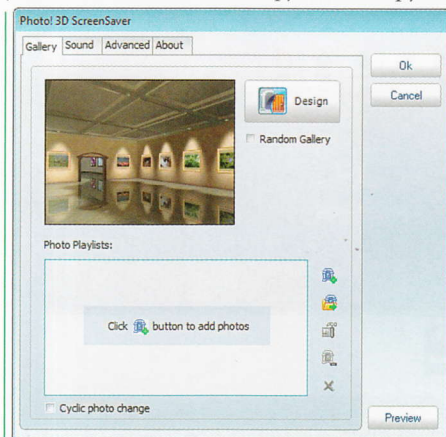 Photo! 3D ScreenSaver
Gallery Sound Advanced About
Ok
Cancel
Design
Random Gallery
Photo Playlists:
Click button to add photos
Cyclic photo change
Preview